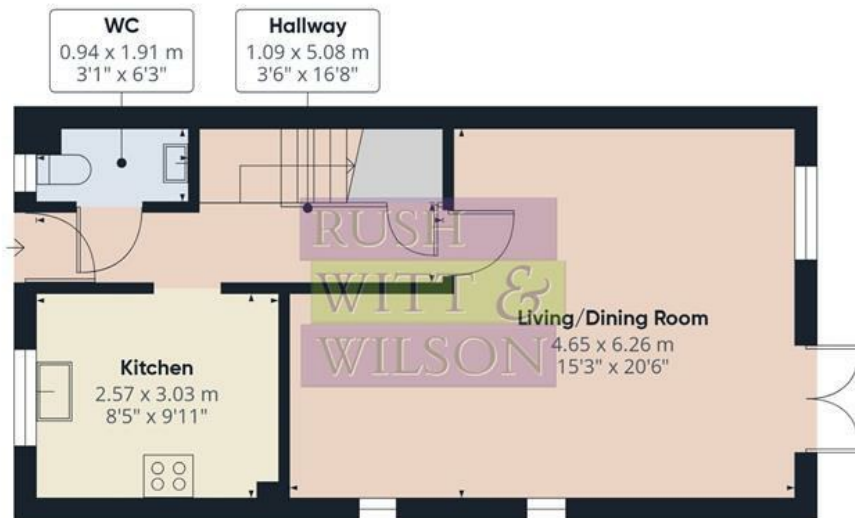 WC
0.94 x 1.91 m
3'1" x 6'3"
Hallway
1.09 x 5.08 m
3'6" x 16'8"
RUSH
WITT &
WILSON
Living/Dining Room
4.65 x 6.26 m
15'3" x 20'6"
Kitchen
2.57 x 3.03 m
8'5" x 9'11"